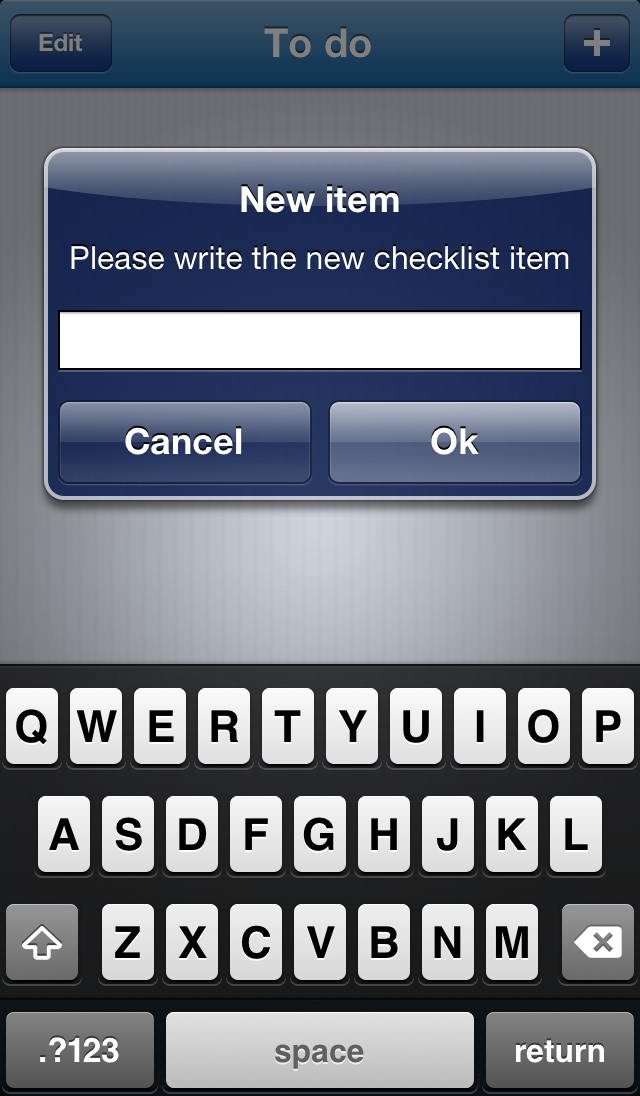 Edit To do +
New item
Please write the new checklist item
Cancel Ok
Q W E R T Y U I O P
A S D F G H J K L
Z X C V B N M
.?123 space return